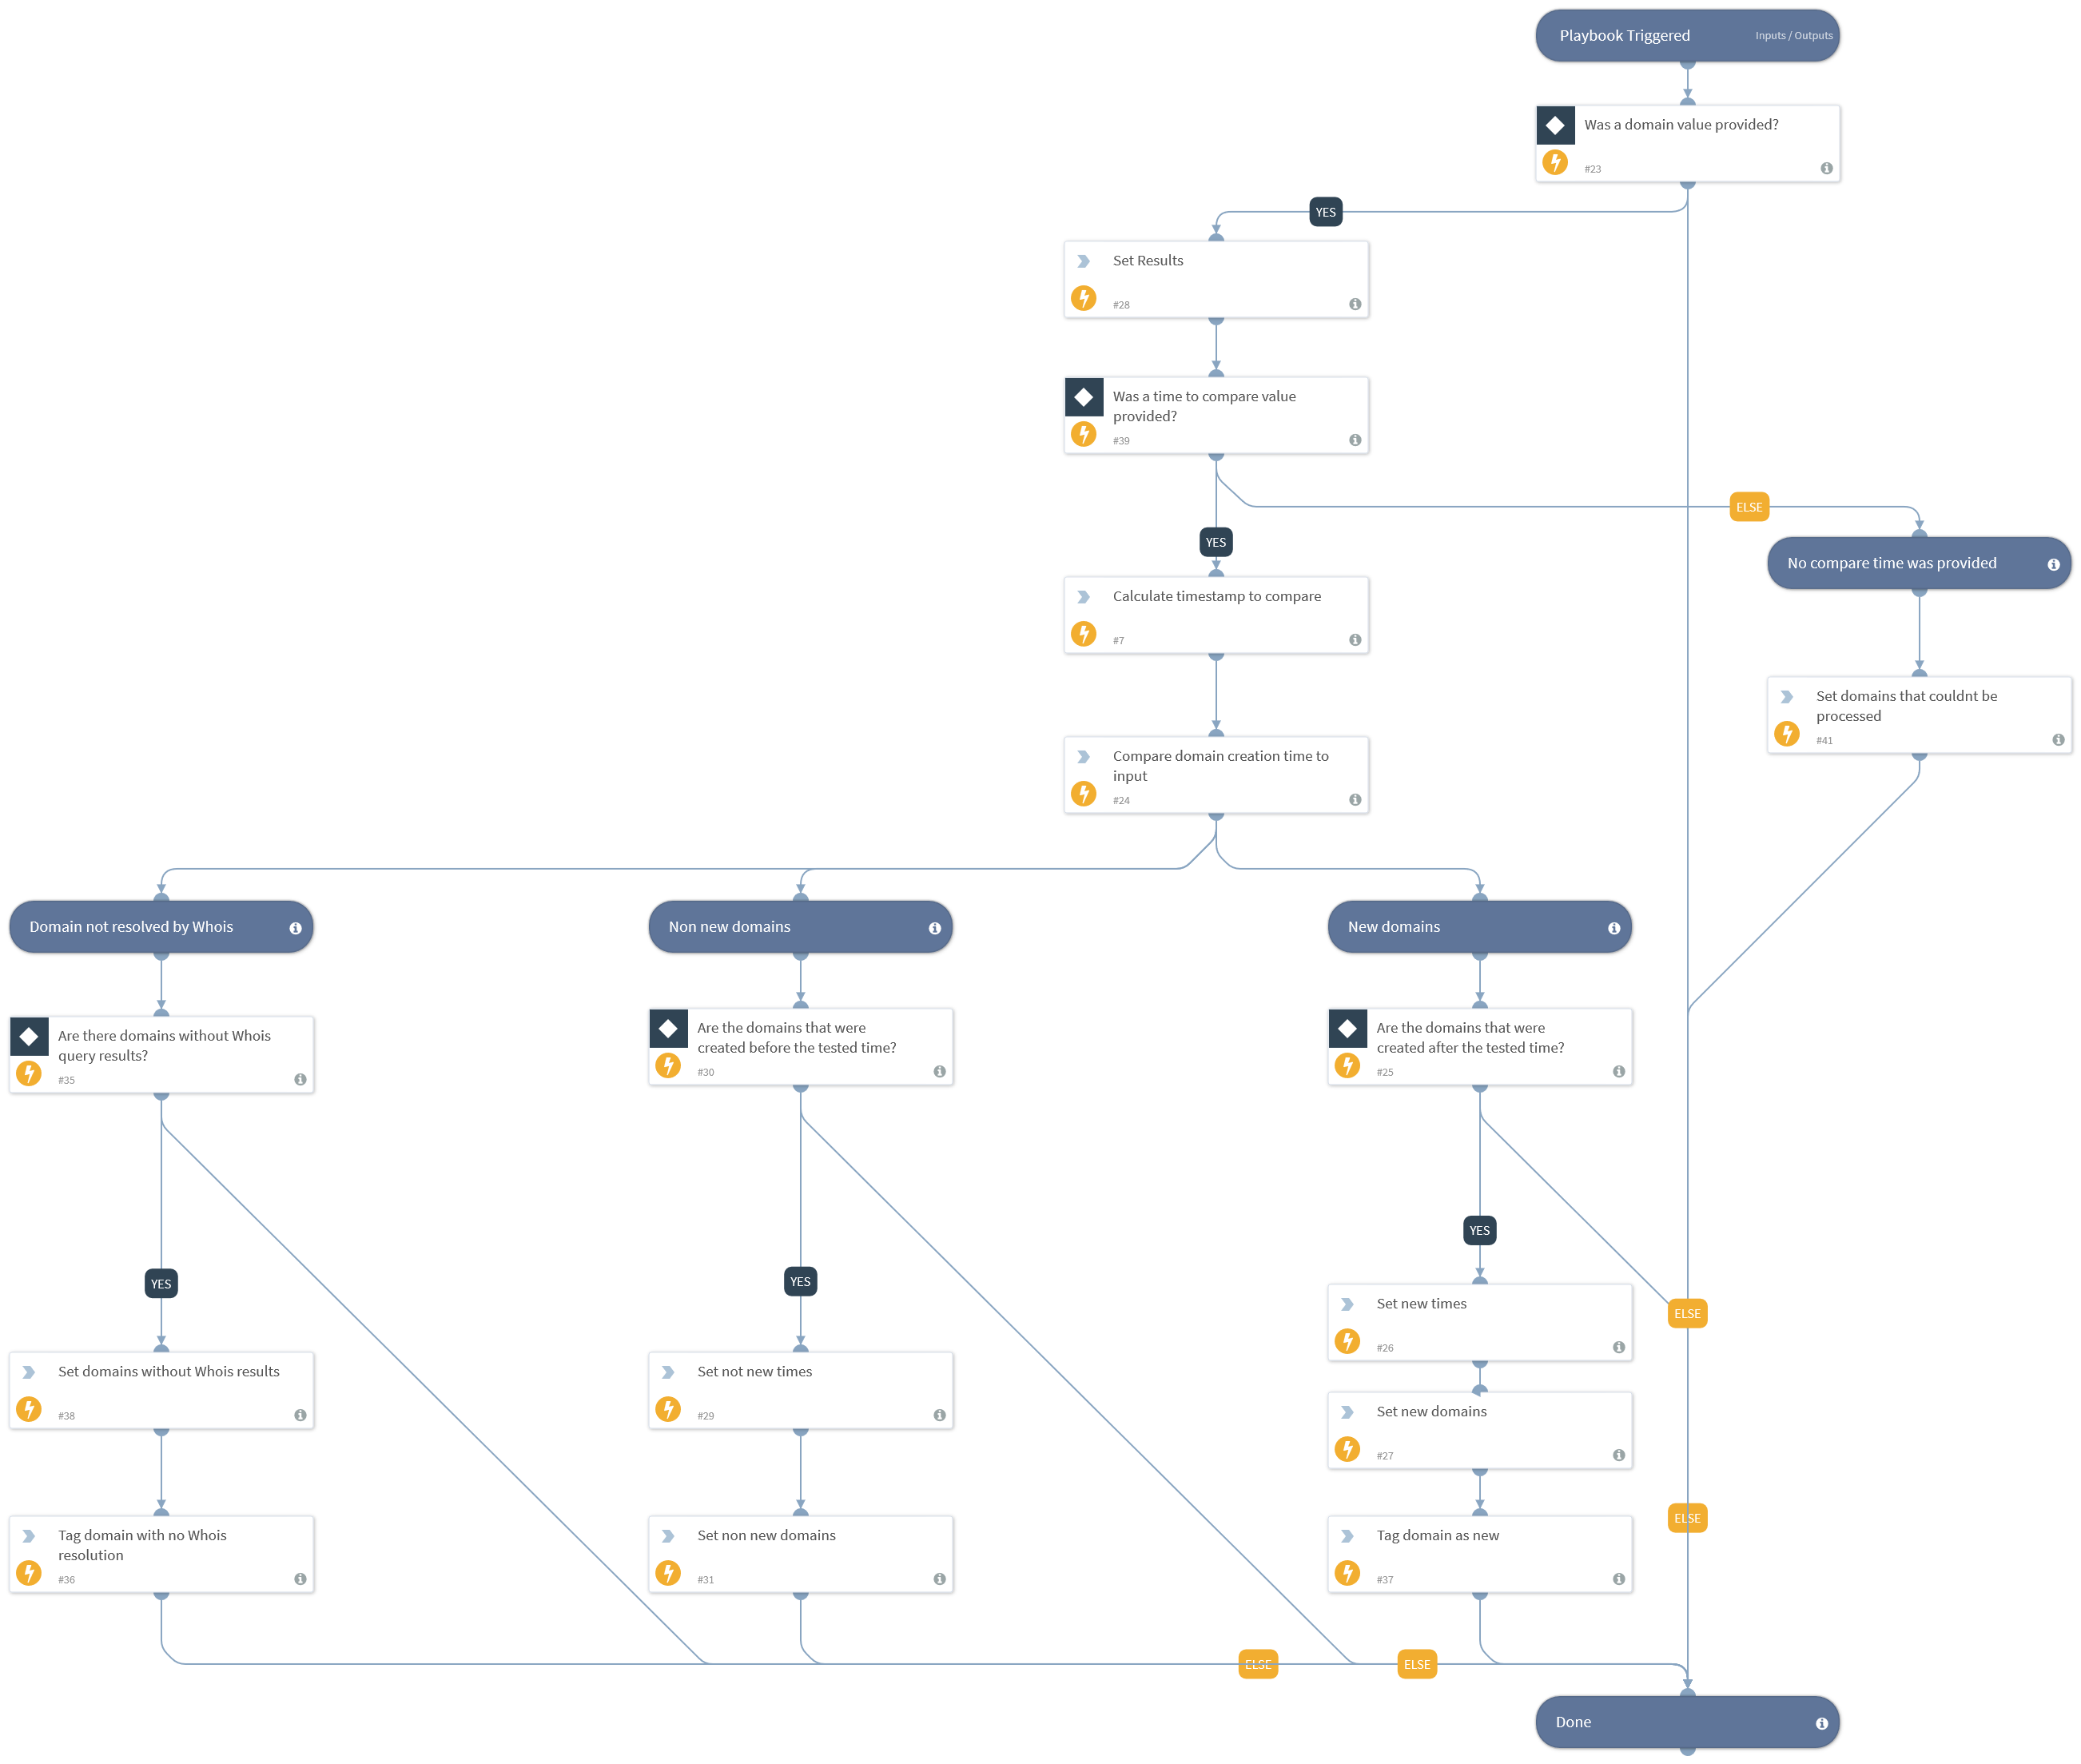 Playbook Triggered
Inputs / Outputs
Was a domain value provided?
#23
YES
Set Results
#28
Was a time to compare value
provided?
#39
ELSE
YES
No compare time was provided
Calculate timestamp to compare
#7
Set domains that couldnt be
processed
#41
Compare domain creation time to
input
#24
Domain not resolved by Whois
Non new domains
New domains
Are there domains without Whois
query results?
#35
Are the domains that were
created before the tested time?
#30
Are the domains that were
created after the tested time?
#25
YES
YES
YES
Set new times
#26
ELSE
Set domains without Whois results
#38
Set not new times
#29
Set new domains
#27
ELSE
Tag domain with no Whois
resolution
#36
Set non new domains
#31
Tag domain as new
#37
ELSE
ELSE
Done